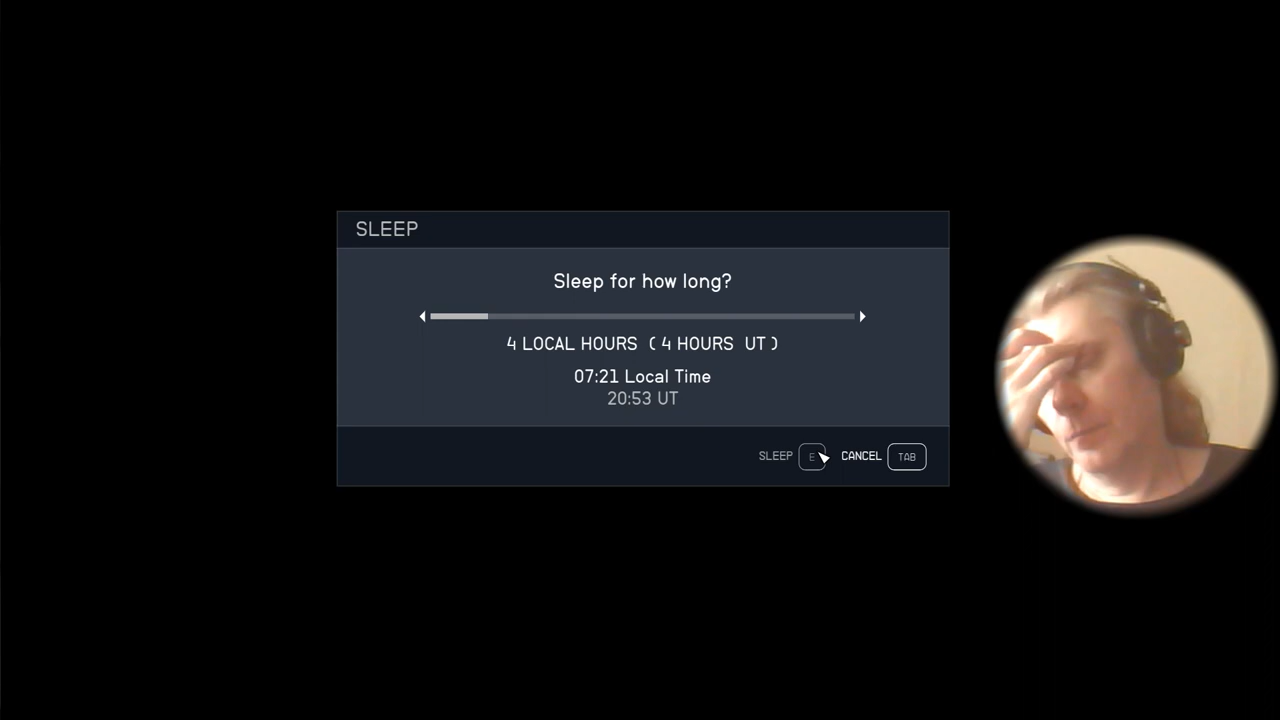 SLEEP
Sleep for how long?
4 LOCAL HOURS ( 4 HOURS UT )
07:21 Local Time
20:53 UT
SLEEP E CANCEL TAB